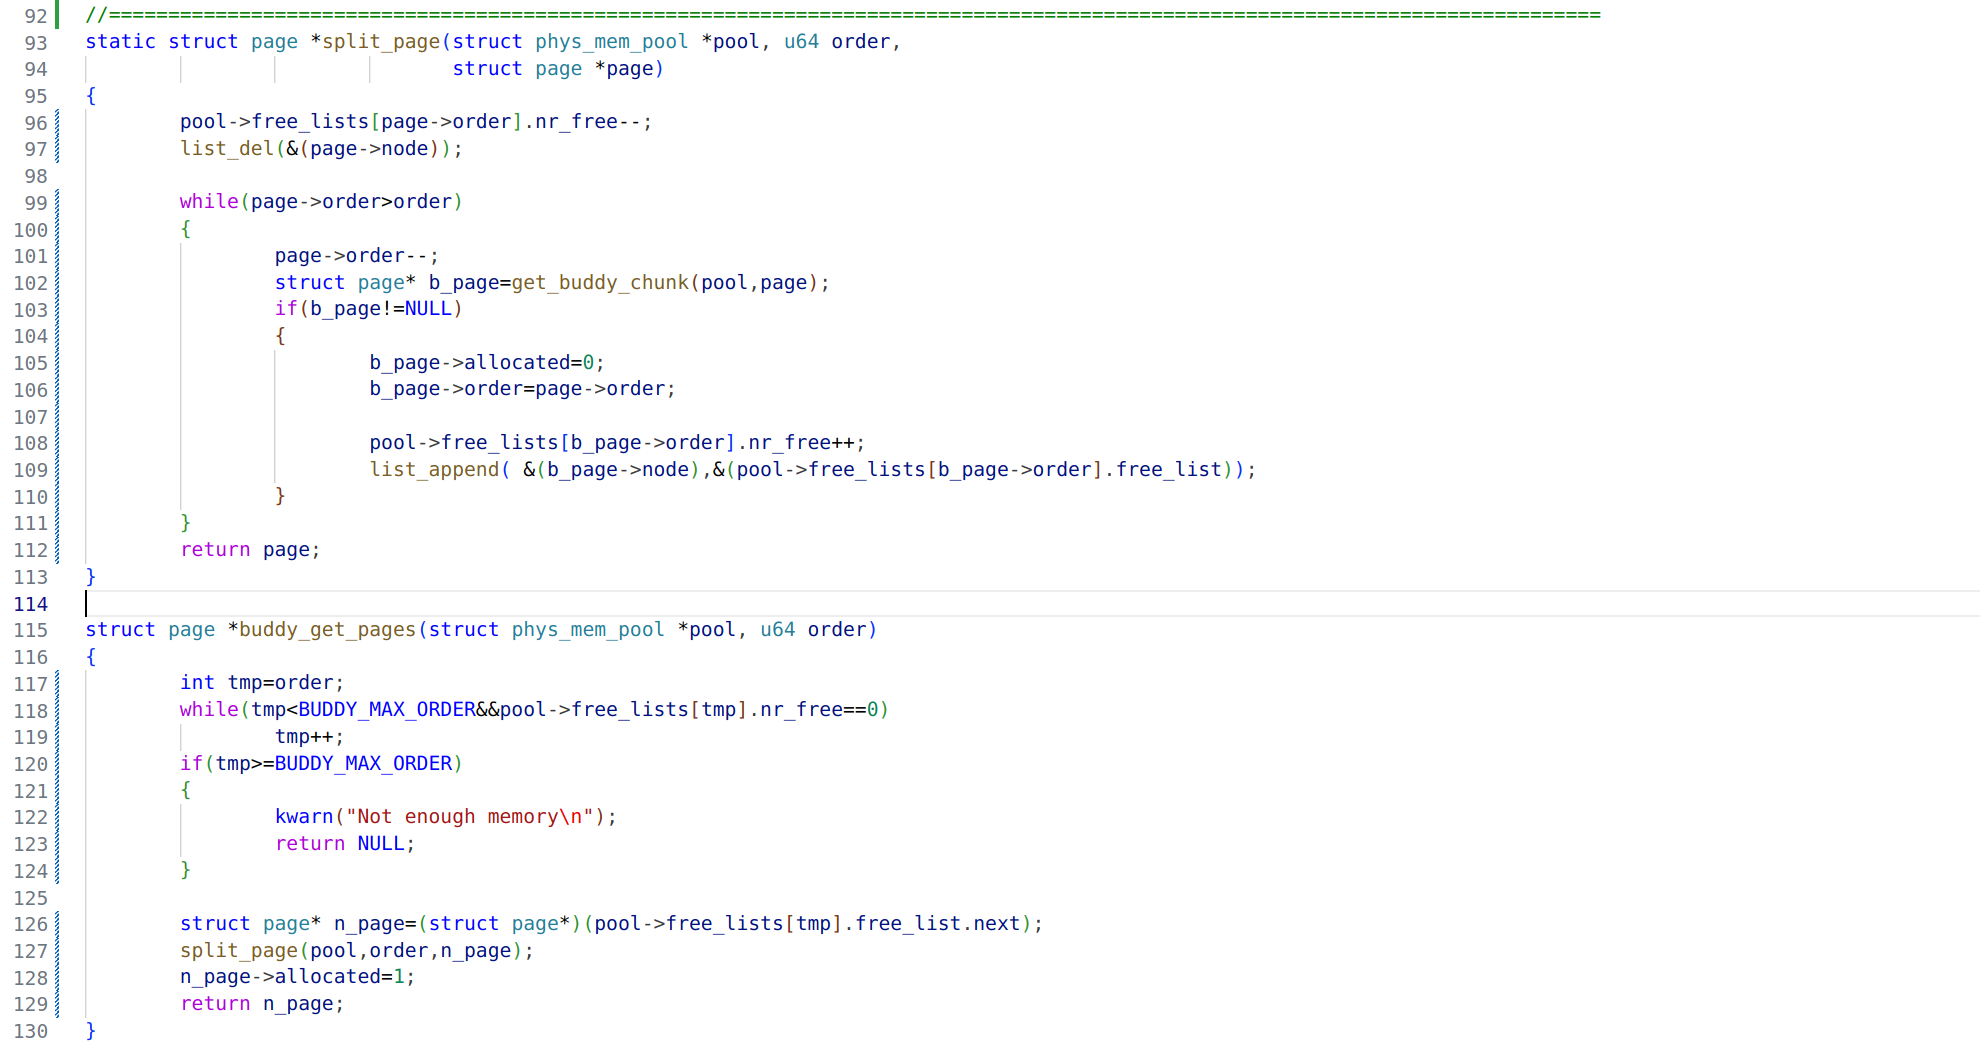 92 //==============================================================================================================================
93 static struct page *split_page(struct phys_mem_pool *pool, u64 order,
94 struct page *page)
95 {
96 pool->free_lists[page->order].nr_free--;
97 list_del(&(page->node));
98
99 while(page->order>order)
100 {
101 page->order--;
102 struct page* b_page=get_buddy_chunk(pool,page);
103 if(b_page!=NULL)
104 {
105 b_page->allocated=0;
106 b_page->order=page->order;
107
108 pool->free_lists[b_page->order].nr_free++;
109 list_append( &(b_page->node),&(pool->free_lists[b_page->order].free_list));
110 }
111 }
112 return page;
113 }
114
115 struct page *buddy_get_pages(struct phys_mem_pool *pool, u64 order)
116 {
117 int tmp=order;
118 while(tmp<BUDDY_MAX_ORDER&&pool->free_lists[tmp].nr_free==0)
119 tmp++;
120 if(tmp>=BUDDY_MAX_ORDER)
121 {
122 kwarn("Not enough memory\n");
123 return NULL;
124 }
125
126 struct page* n_page=(struct page*)(pool->free_lists[tmp].free_list.next);
127 split_page(pool,order,n_page);
128 n_page->allocated=1;
129 return n_page;
130 }